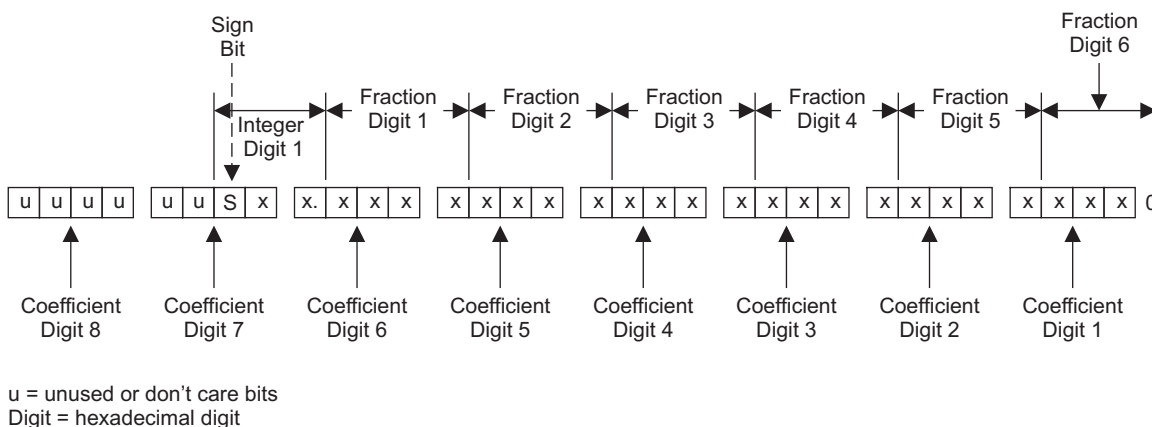 Sign
Bit
Fraction
Digit 6
Integer
Digit 1
Fraction
Digit 1
Fraction
Digit 2
Fraction
Digit 3
Fraction
Digit 4
Fraction
Digit 5
u u u u u u S x x. x x x x x x x x x x x x x x x x x x x x x x x 0
Coefficient
Digit 8
Coefficient
Digit 7
Coefficient
Digit 6
Coefficient
Digit 5
Coefficient
Digit 4
Coefficient
Digit 3
Coefficient
Digit 2
Coefficient
Digit 1
u = unused or don’t care bits
Digit = hexadecimal digit